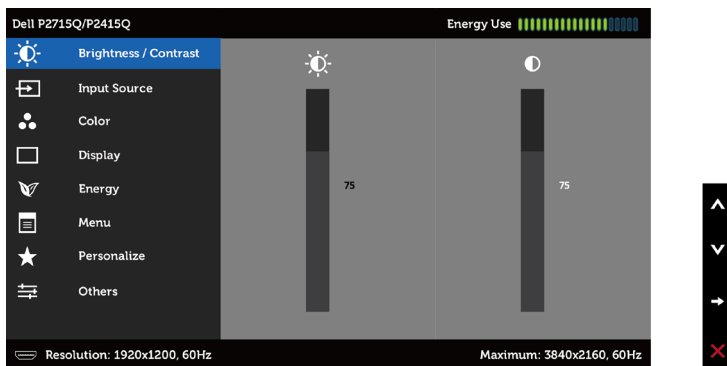 Dell P2715Q/P2415Q
Energy Use
Brightness / Contrast
Input Source
Color
Display
Energy
Menu
Personalize
Others
75
75
Resolution: 1920x1200, 60Hz
Maximum: 3840x2160, 60Hz